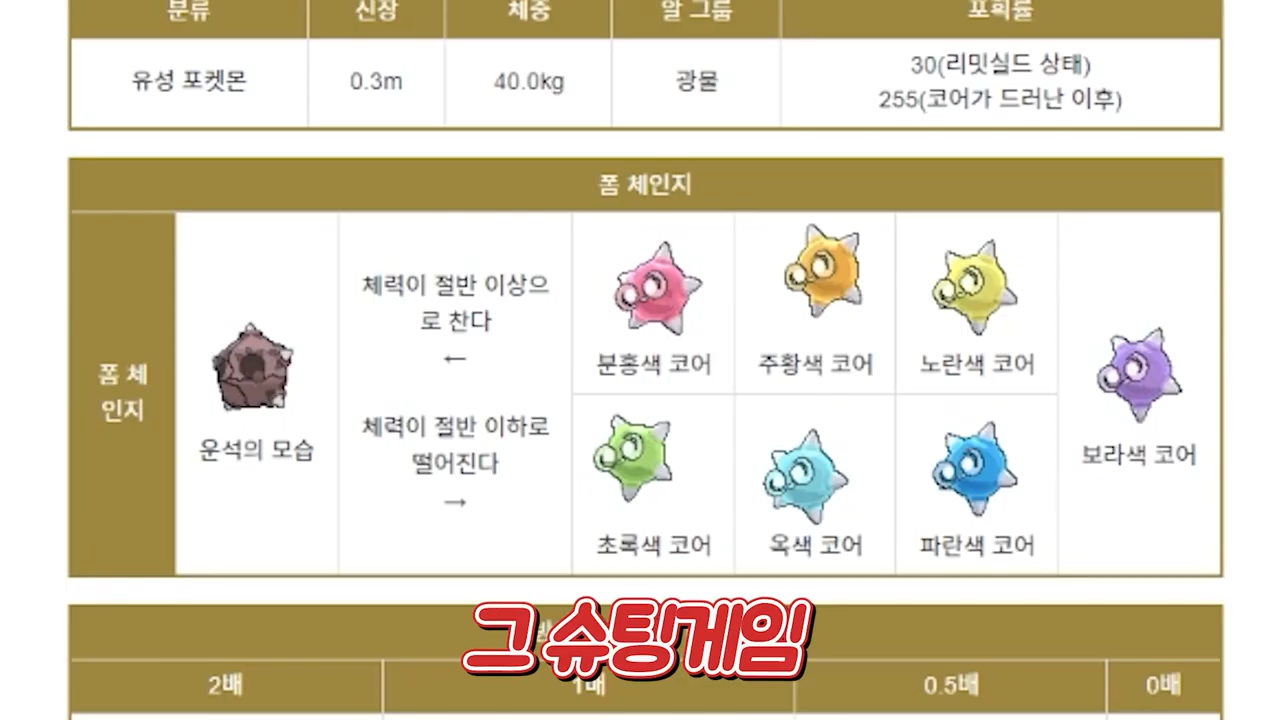 분류 신장 체중 알 그룹 포획률
유성 포켓몬 0.3m 40.0kg 광물 30(리밋실드 상태)
255(코어가 드러난 이후)
폼 체인지
폼 체
인지
운석의 모습
체력이 절반 이상으
로 찬다
←
체력이 절반 이하로
떨어진다
→
분홍색 코어 주황색 코어 노란색 코어
초록색 코어 옥색 코어 파란색 코어
보라색 코어
그 슈팅게임
2배 1배 0.5배 0배